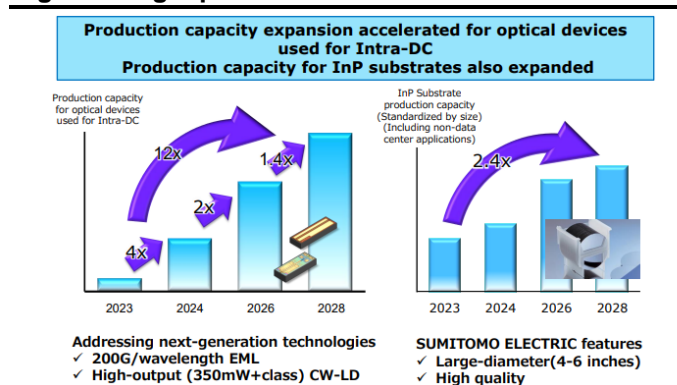 Production capacity expansion accelerated for optical devices
used for Intra-DC
Production capacity for InP substrates also expanded
Production capacity
for optical devices
used for Intra-DC
12x
1.4x
2x
4x
2023 2024 2026 2028
InP Substrate
production capacity
(Standardized by size)
(Including non-data
center applications)
2.4x
2023 2024 2026 2028
Addressing next-generation technologies
✓ 200G/wavelength EML
✓ High-output (350mW+class) CW-LD
SUMITOMO ELECTRIC features
✓ Large-diameter(4-6 inches)
✓ High quality